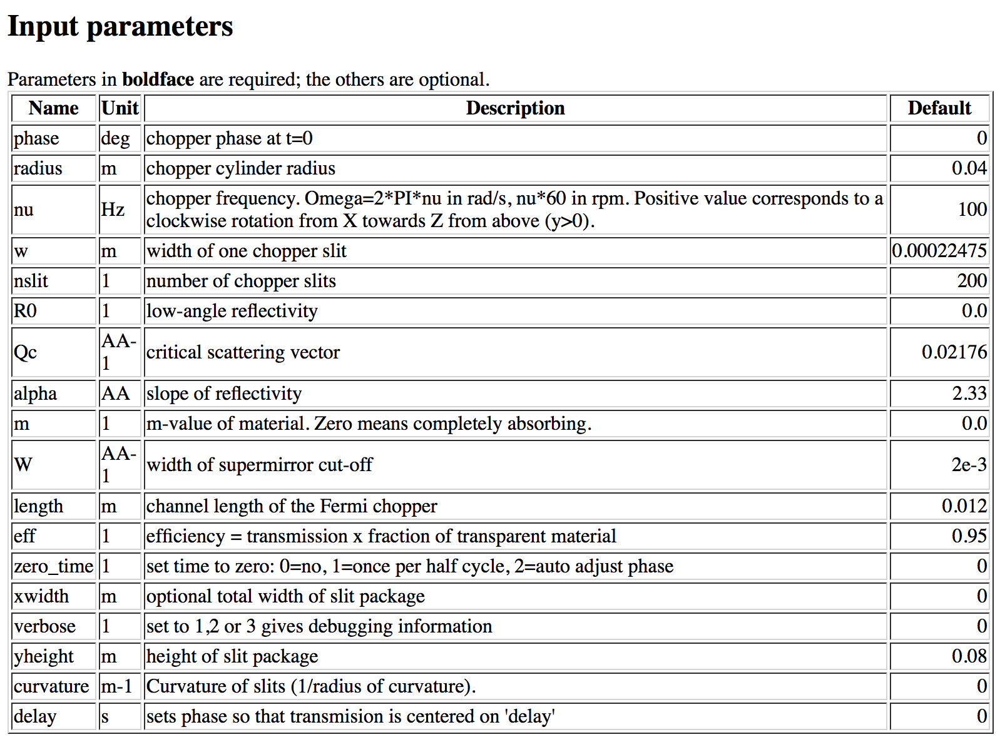 Input parameters
Parameters in boldface are required; the others are optional.
Name Unit Description Default
phase deg chopper phase at t=0 0
radius m chopper cylinder radius 0.04
nu Hz chopper frequency. Omega=2*PI*nu in rad/s, nu*60 in rpm. Positive value corresponds to a
clockwise rotation from X towards Z from above (y>0). 100
w m width of one chopper slit 0.00022475
nslit 1 number of chopper slits 200
R0 1 low-angle reflectivity 0.0
Qc AA-
1 critical scattering vector 0.02176
alpha AA slope of reflectivity 2.33
m 1 m-value of material. Zero means completely absorbing. 0.0
W AA-
1 width of supermirror cut-off 2e-3
length m channel length of the Fermi chopper 0.012
eff 1 efficiency = transmission x fraction of transparent material 0.95
zero_time 1 set time to zero: 0=no, 1=once per half cycle, 2=auto adjust phase 0
xwidth m optional total width of slit package 0
verbose 1 set to 1,2 or 3 gives debugging information 0
yheight m height of slit package 0.08
curvature m-1 Curvature of slits (1/radius of curvature). 0
delay s sets phase so that transmision is centered on 'delay' 0